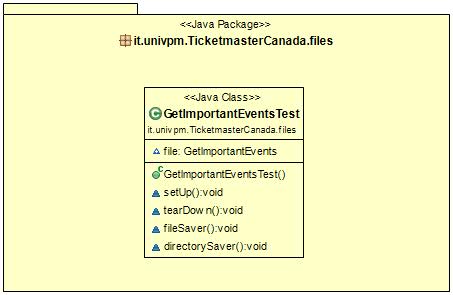 <<Java Package>>
it.univpm.TicketmasterCanada.files
<<Java Class>>
GetImportantEventsTest
it.univpm.TicketmasterCanada.files
file: GetImportantEvents
GetImportantEventsTest()
setUp():void
tearDown():void
fileSaver():void
directorySaver():void